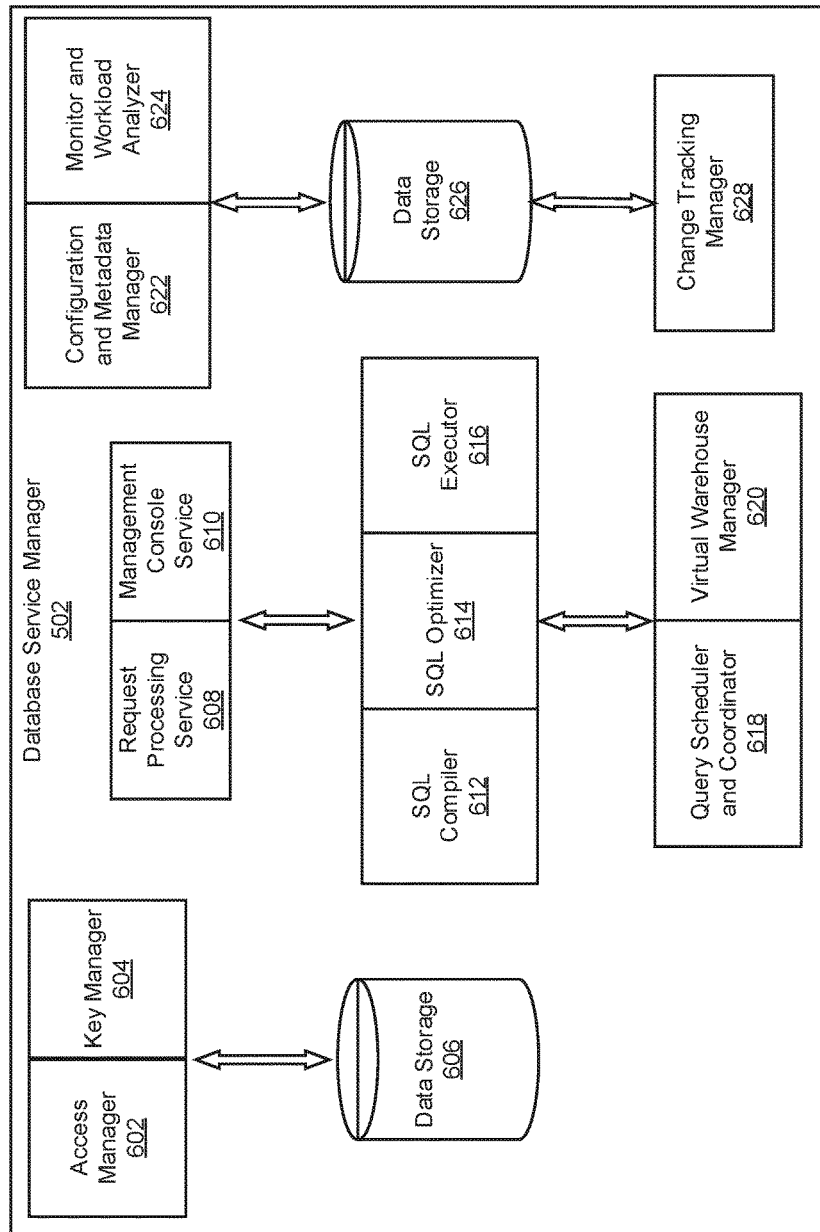 Database Service Manager
502
Access
Manager
602
Key Manager
604
Data Storage
606
Request
Processing
Service
608
Management
Console
Service
610
SQL
Compiler
612
SQL Optimizer
614
SQL
Executor
616
Query Scheduler
and Coordinator
618
Virtual Warehouse
Manager
620
Configuration
and Metadata
Manager
622
Monitor and
Workload
Analyzer
624
Data
Storage
626
Change Tracking
Manager
628